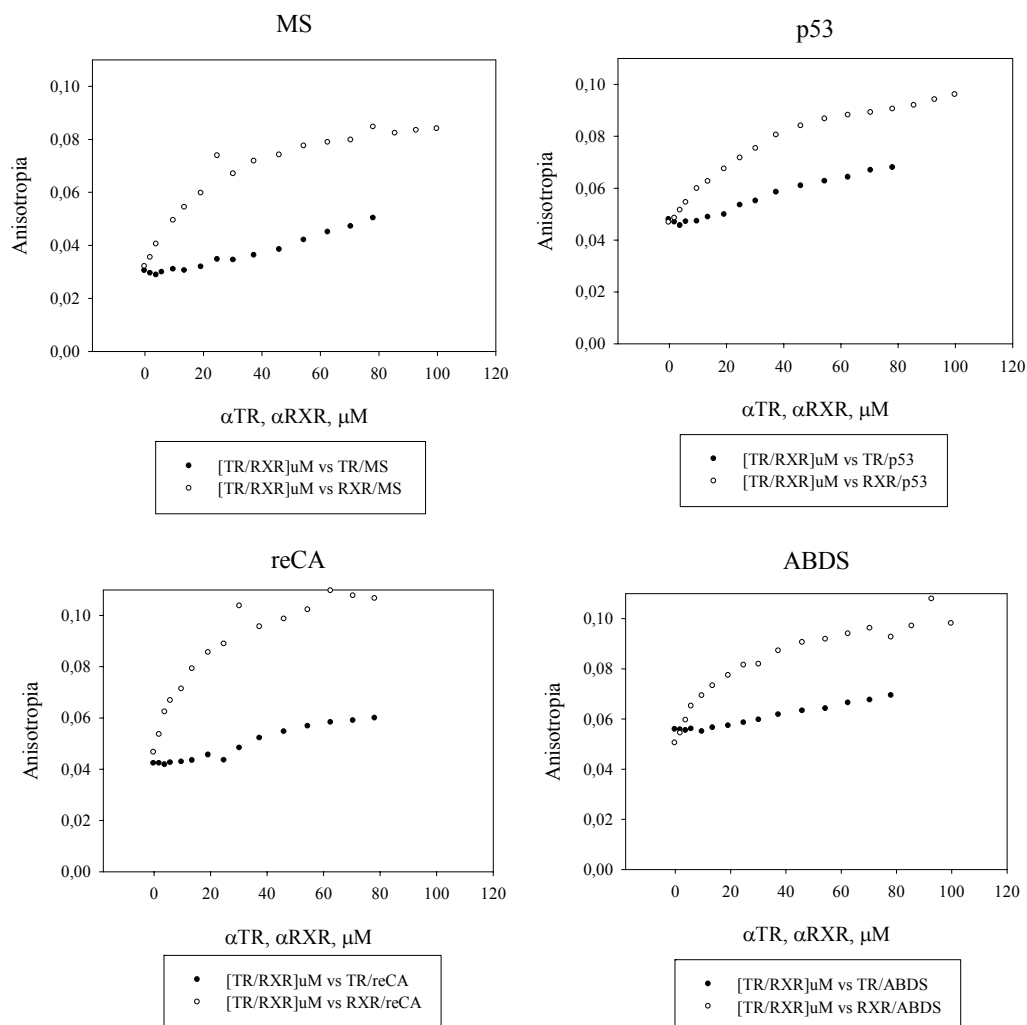 MS
0,10
0,08
0,06
0,04
0,02
0,00
Anisotropia
0 20 40 60 80 100 120
αTR, αRXR, μM
[TR/RXR]uM vs TR/MS
[TR/RXR]uM vs RXR/MS
p53
0,10
0,08
0,06
0,04
0,02
0,00
Anisotropia
0 20 40 60 80 100 120
αTR, αRXR, μM
[TR/RXR]uM vs TR/p53
[TR/RXR]uM vs RXR/p53
reCA
0,10
0,08
0,06
0,04
0,02
0,00
Anisotropia
0 20 40 60 80 100 120
αTR, αRXR, μM
[TR/RXR]uM vs TR/reCA
[TR/RXR]uM vs RXR/reCA
ABDS
0,10
0,08
0,06
0,04
0,02
0,00
Anisotropia
0 20 40 60 80 100 120
αTR, αRXR, μM
[TR/RXR]uM vs TR/ABDS
[TR/RXR]uM vs RXR/ABDS